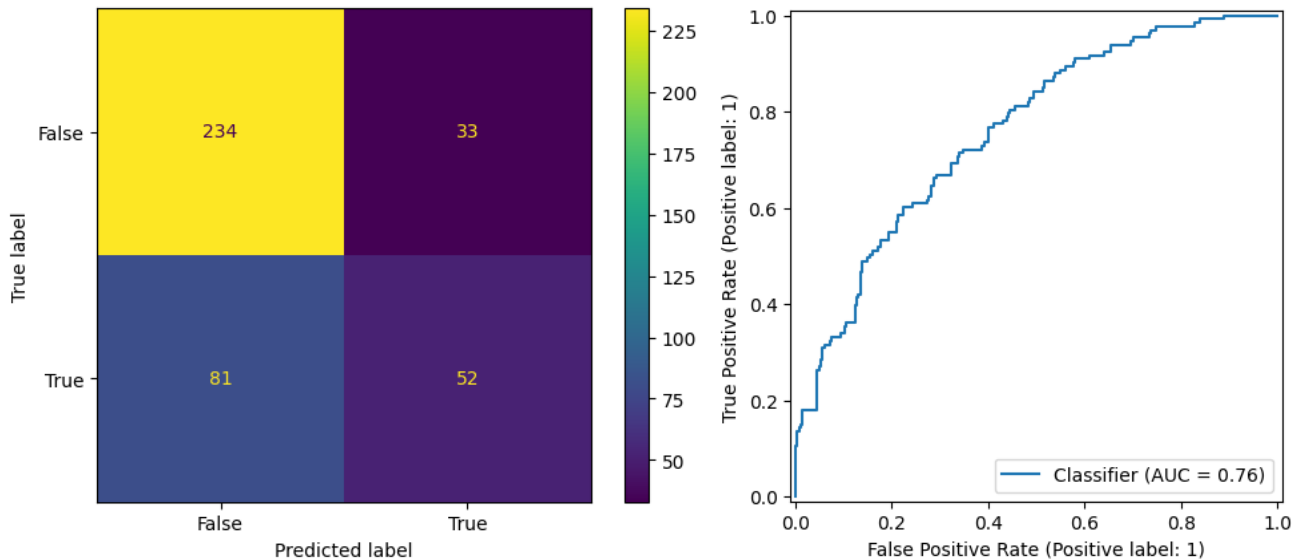 True label
False
True
234
33
81
52
False
True
Predicted label
225
200
175
150
125
100
75
50
True Positive Rate (Positive label: 1)
1.0
0.8
0.6
0.4
0.2
0.0
Classifier (AUC = 0.76)
0.0
0.2
0.4
0.6
0.8
1.0
False Positive Rate (Positive label: 1)